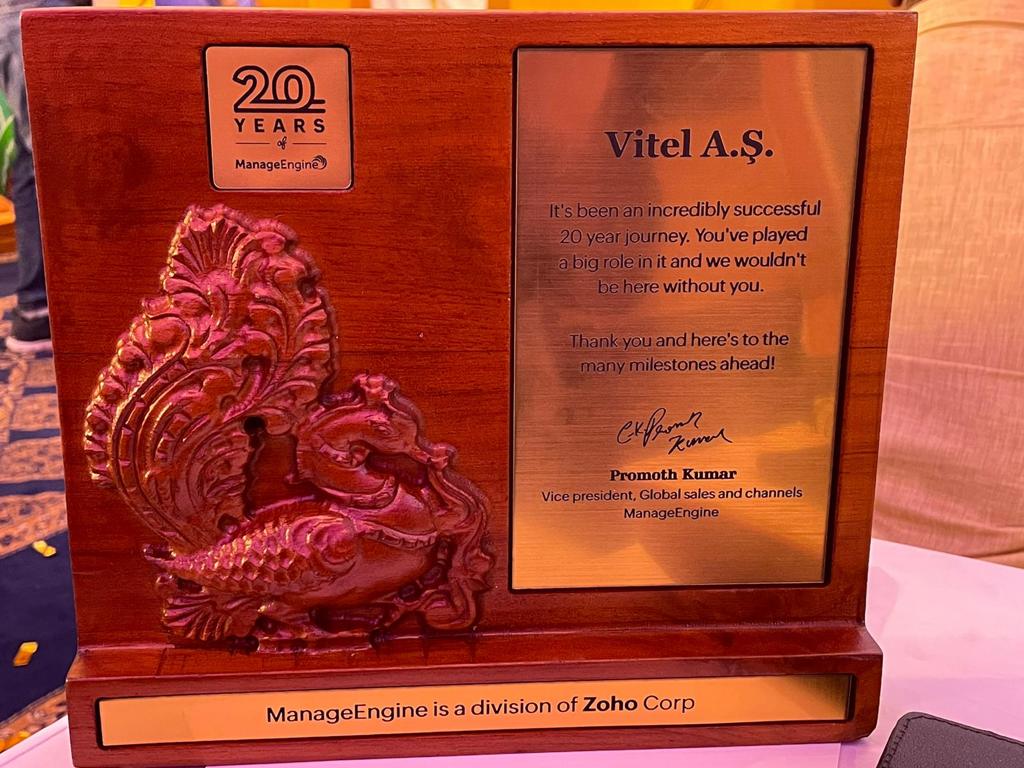 20
YEARS
of
ManageEngine
Vitel A.Ş.
It's been an incredibly successful
20 year journey. You've played
a big role in it and we wouldn't
be here without you.
Thank you and here's to the
many milestones ahead!
C.K.Promoth
Kumar
Promoth Kumar
Vice president, Global sales and channels
ManageEngine
ManageEngine is a division of Zoho Corp